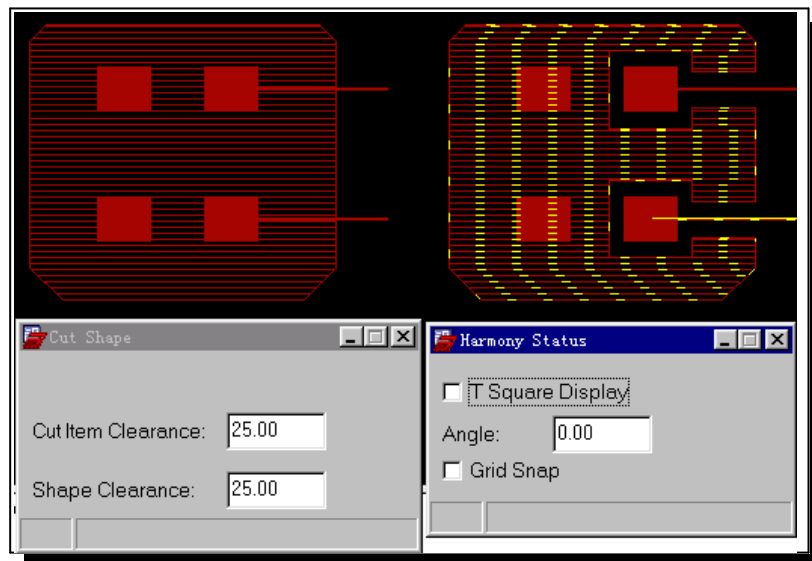 Cut Shape
Cut Item Clearance: 25.00
Shape Clearance: 25.00
Harmony Status
T Square Display
Angle: 0.00
Grid Snap